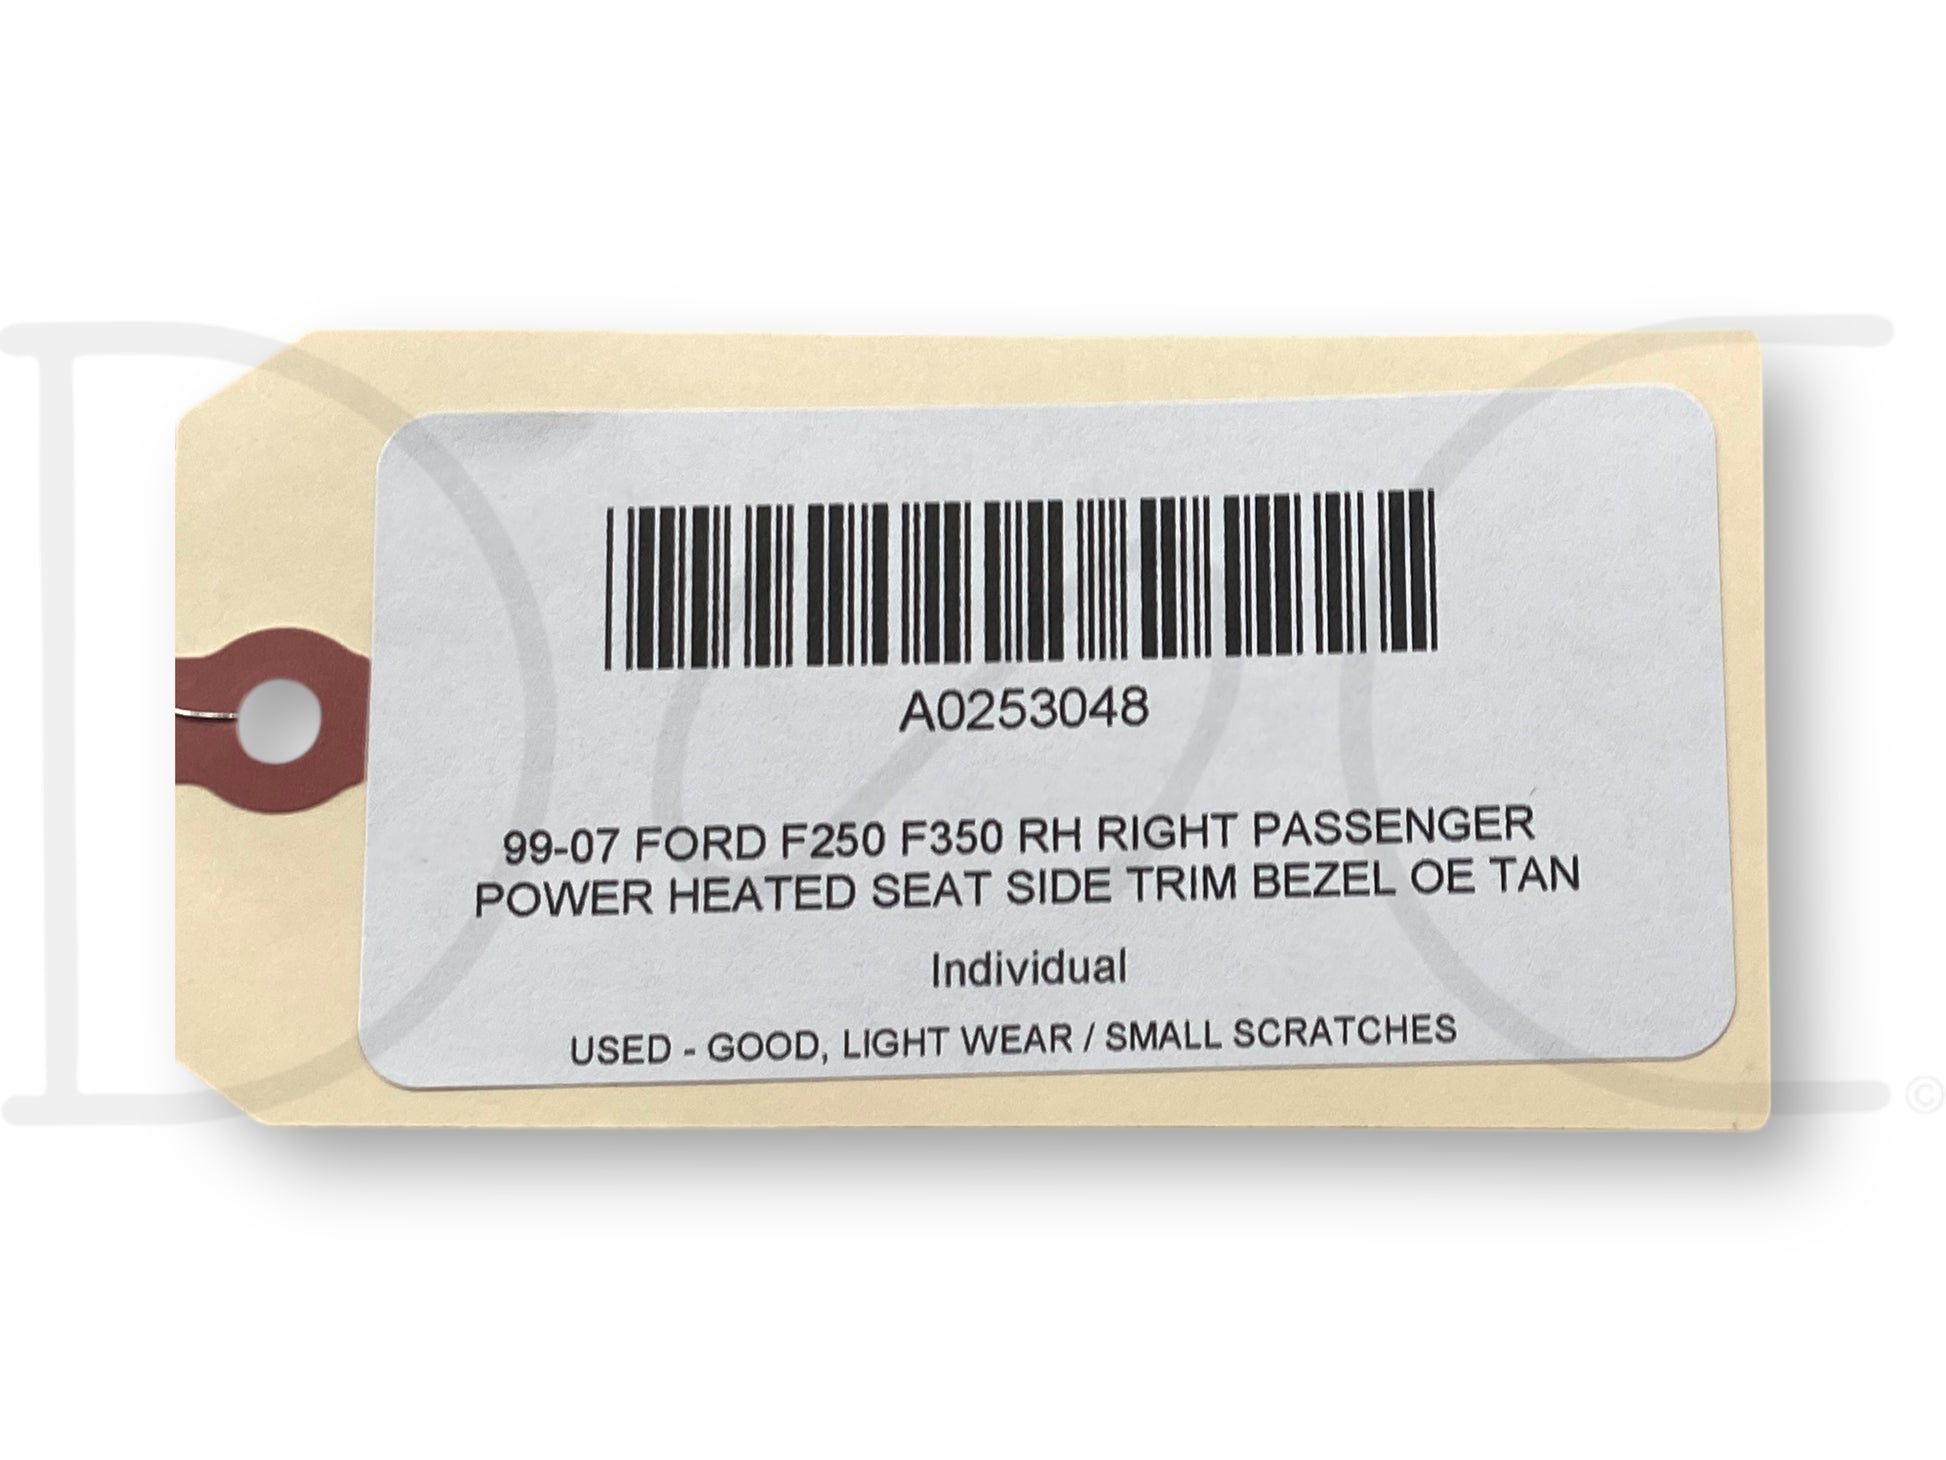 A0253048
99-07 FORD F250 F350 RH RIGHT PASSENGER
POWER HEATED SEAT SIDE TRIM BEZEL OE TAN
Individual
USED - GOOD, LIGHT WEAR / SMALL SCRATCHES
©